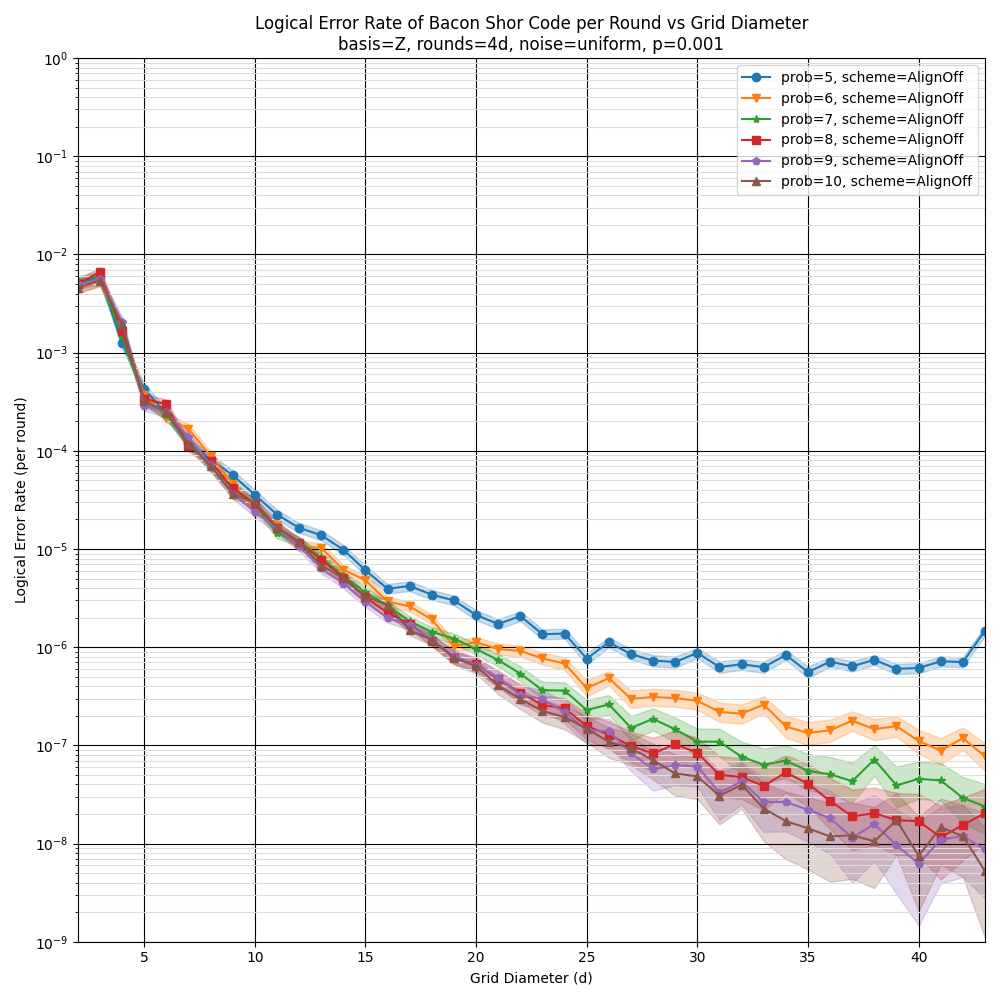 Logical Error Rate of Bacon Shor Code per Round vs Grid Diameter
basis=Z, rounds=4d, noise=uniform, p=0.001
prob=5, scheme=AlignOff
prob=6, scheme=AlignOff
prob=7, scheme=AlignOff
prob=8, scheme=AlignOff
prob=9, scheme=AlignOff
prob=10, scheme=AlignOff
Logical Error Rate (per round)
10⁰
10⁻¹
10⁻²
10⁻³
10⁻⁴
10⁻⁵
10⁻⁶
10⁻⁷
10⁻⁸
10⁻⁹
5 10 15 20 25 30 35 40
Grid Diameter (d)